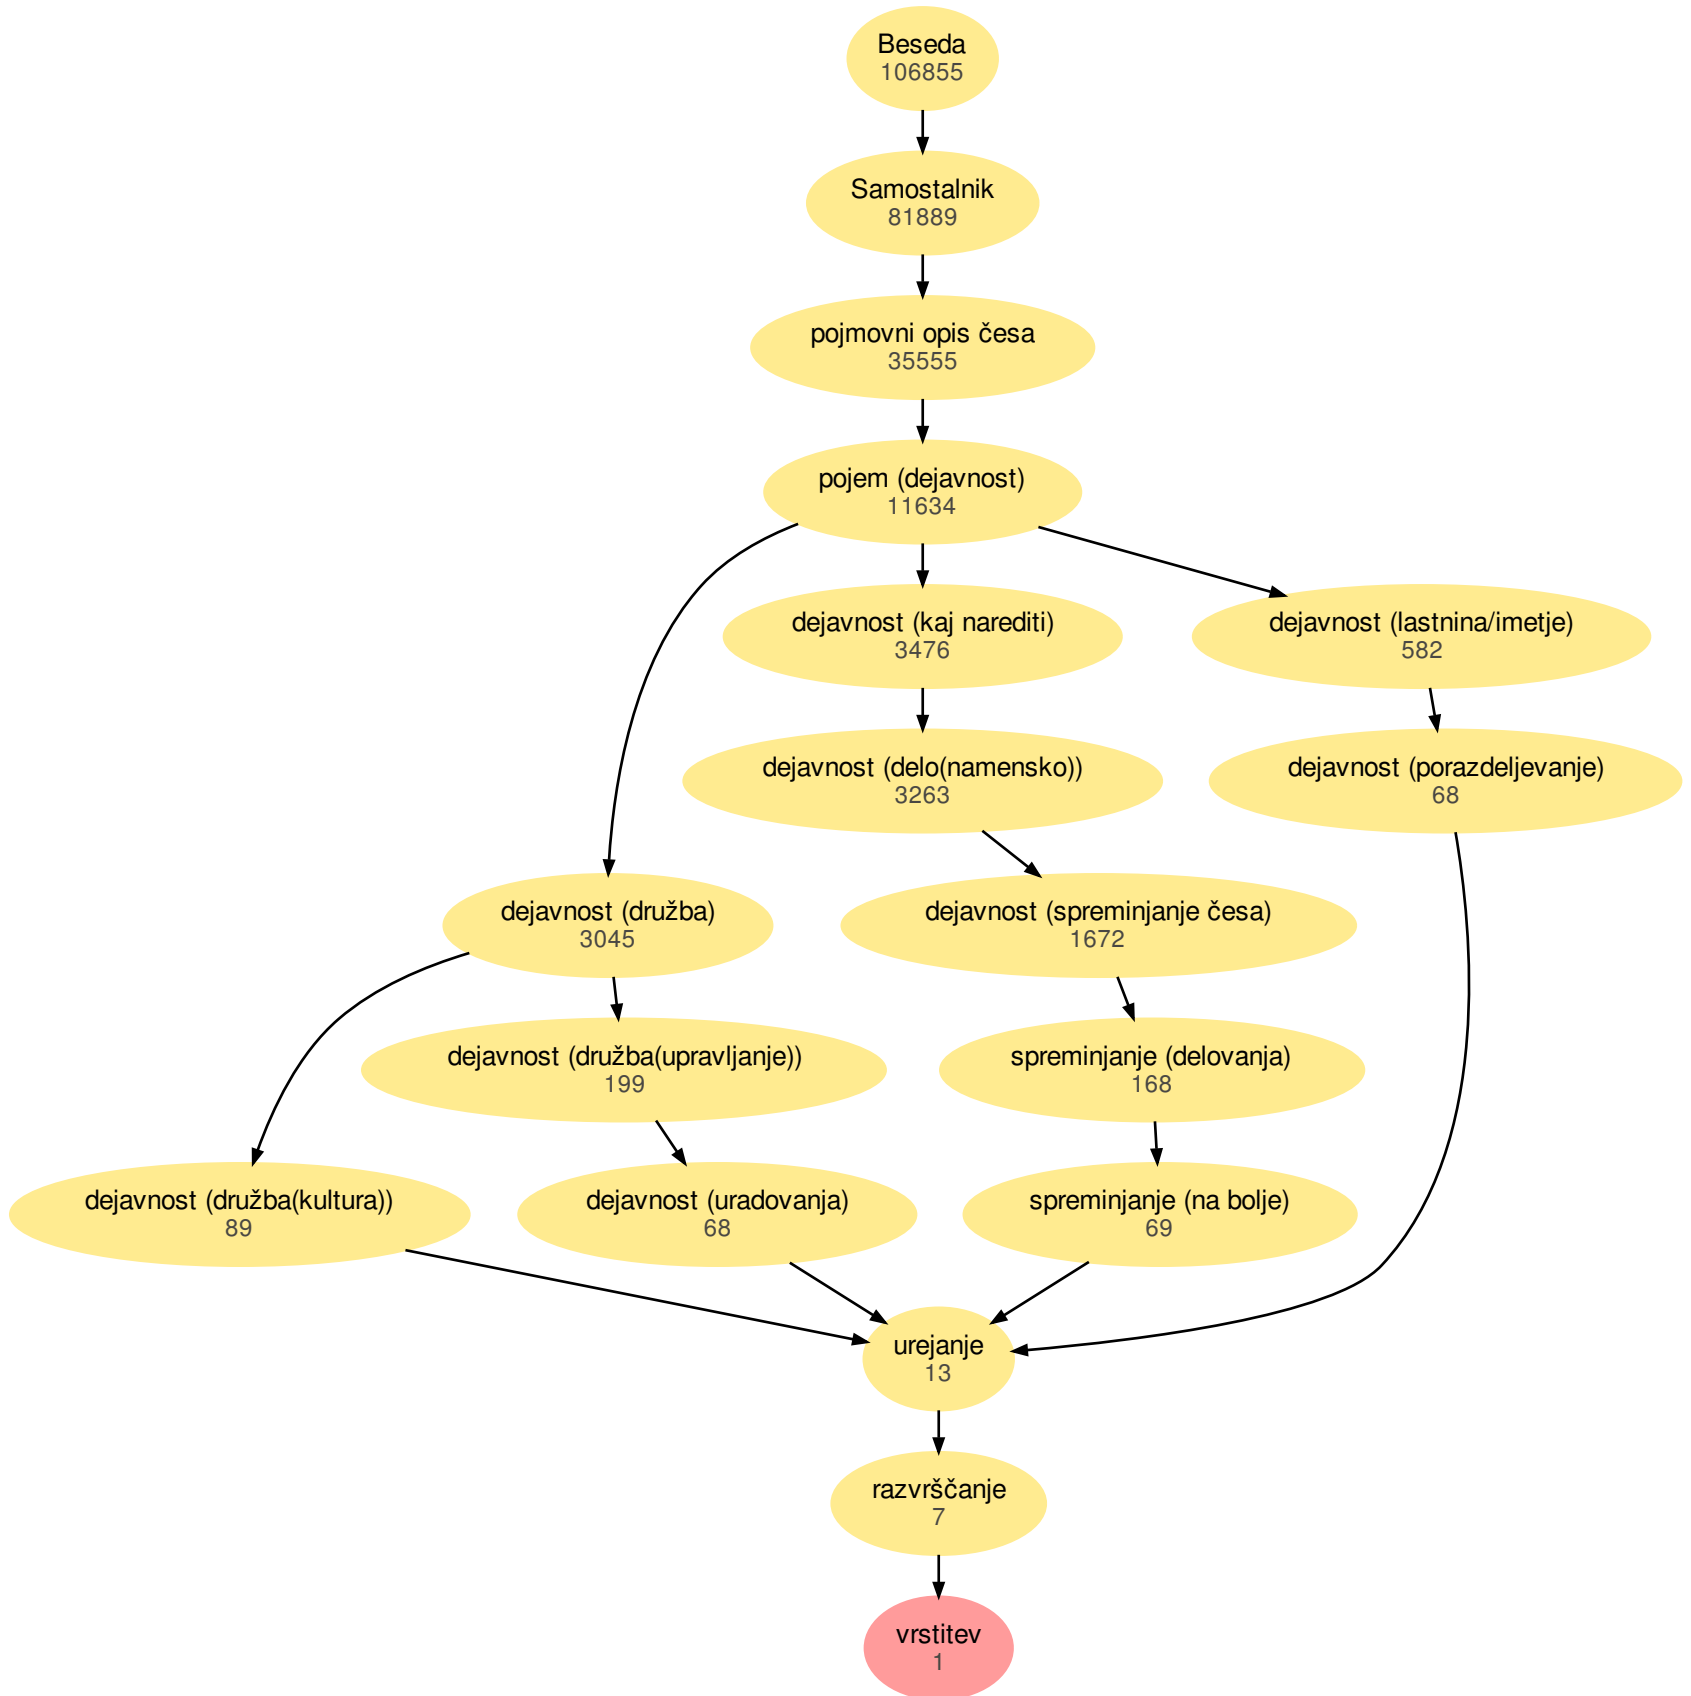 Beseda
106855
Samostalnik
81889
pojmovni opis česa
35555
pojem (dejavnost)
11634
dejavnost (kaj narediti)
3476
dejavnost (lastnina/imetje)
582
dejavnost (delo(namensko))
3263
dejavnost (porazdeljevanje)
68
dejavnost (družba)
3045
dejavnost (spreminjanje česa)
1672
dejavnost (družba(upravljanje))
199
spreminjanje (delovanja)
168
dejavnost (družba(kultura))
89
dejavnost (uradovanja)
68
spreminjanje (na bolje)
69
urejanje
13
razvrščanje
7
vrstitev
1